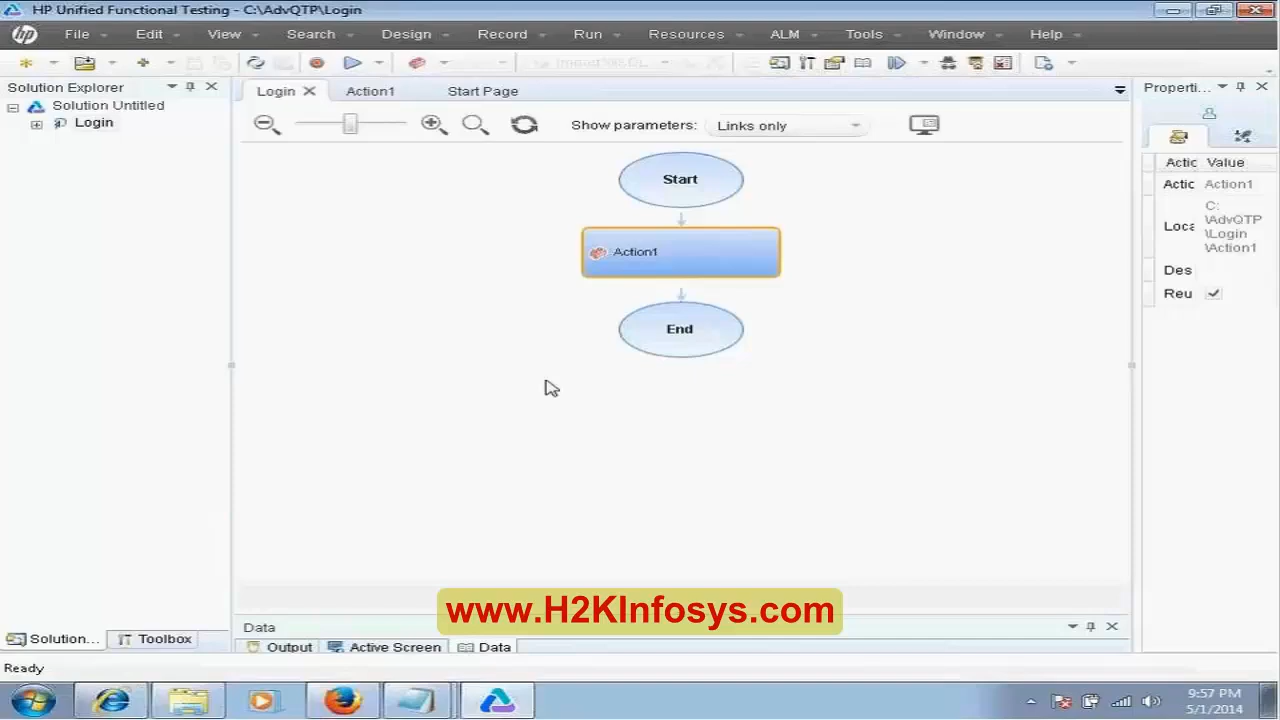 HP Unified Functional Testing - C:\AdvQTP\Login
hp File Edit View Search Design Record Run Resources ALM Tools Window Help
Solution Explorer
Solution Untitled
Login
Login Action1 Start Page
Show parameters: Links only
Start
Action1
End
Properti...
Actic Value
Actic Action1
Loca C:
\AdvQTP
\Login
\Action1
Des
Reu
www.H2KInfosys.com
Data
Solution... Toolbox
Output Active Screen Data
Ready
9:57 PM
5/1/2014